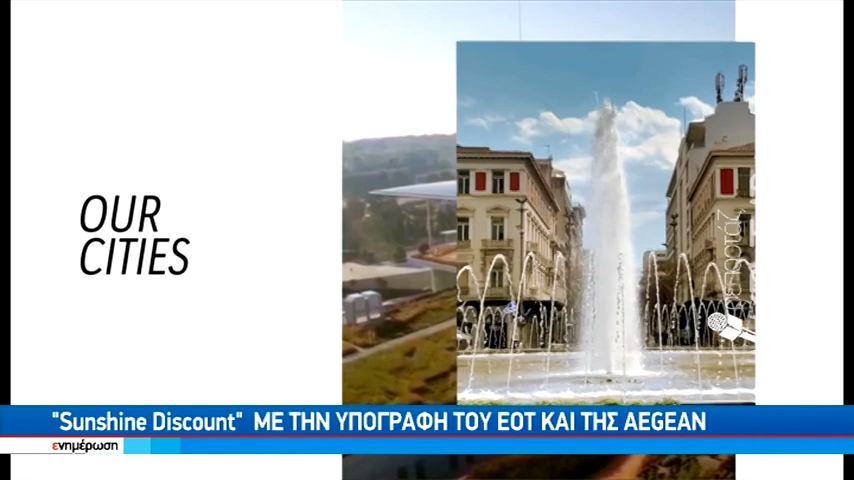 OUR
CITIES
"Sunshine Discount" ΜΕ ΤΗΝ ΥΠΟΓΡΑΦΗ ΤΟΥ ΕΟΤ ΚΑΙ ΤΗΣ AEGEAN
ενημέρωση